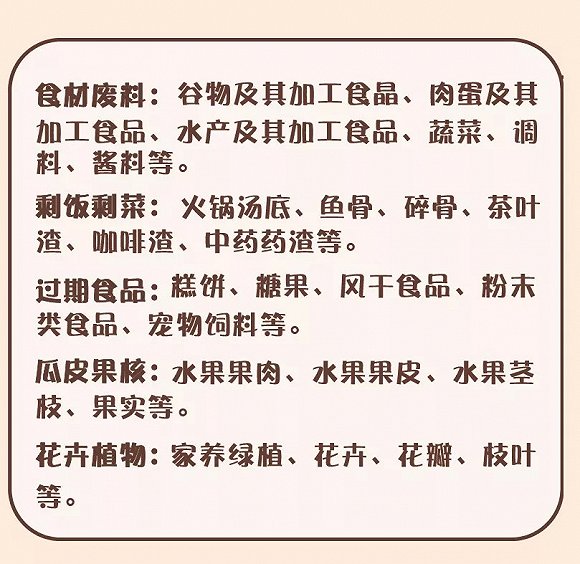 食材废料：谷物及其加工食晶、肉蛋及其
加工食品、水产及其加工食品、蔬菜、调
料、酱料等。
剩饭剩菜：火锅汤底、鱼骨、碎骨、茶叶
渣、咖啡渣、中药药渣等。
过期食品：糕饼、糖果、风干食品、粉末
类食品、宠物饲料等。
瓜皮果核：水果果肉、水果果皮、水果茎
枝、果实等。
花卉植物：家养绿植、花卉、花瓣、枝叶
等。